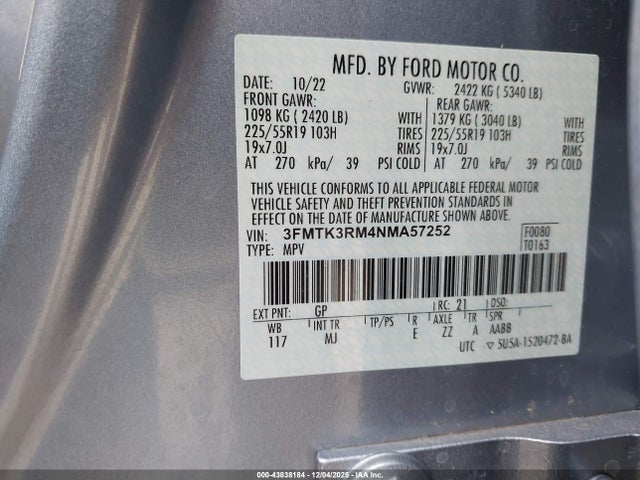 MFD. BY FORD MOTOR CO.
DATE: 10/22 GVWR: 2422 KG ( 5340 LB)
FRONT GAWR: REAR GAWR:
1098 KG ( 2420 LB) WITH 1379 KG ( 3040 LB) WITH
225/55R19 103H TIRES 225/55R19 103H TIRES
19x7.0J RIMS 19x7.0J RIMS
AT 270 kPa/ 39 PSI COLD AT 270 kPa/ 39 PSI COLD
THIS VEHICLE CONFORMS TO ALL APPLICABLE FEDERAL MOTOR
VEHICLE SAFETY AND THEFT PREVENTION STANDARDS IN
EFFECT ON THE DATE OF MANUFACTURE SHOWN ABOVE.
VIN: 3FMTK3RM4NMA57252 F0080
TYPE: MPV T0163
EXT PNT: GP RC: 21 DSO:
WB INT TR TP/PS R AXLE TR SPR
117 MJ E ZZ A AABB
UTC ▽ 5U5A-1520472-BA
000-43838184 - 12/04/2025 - IAA Inc.